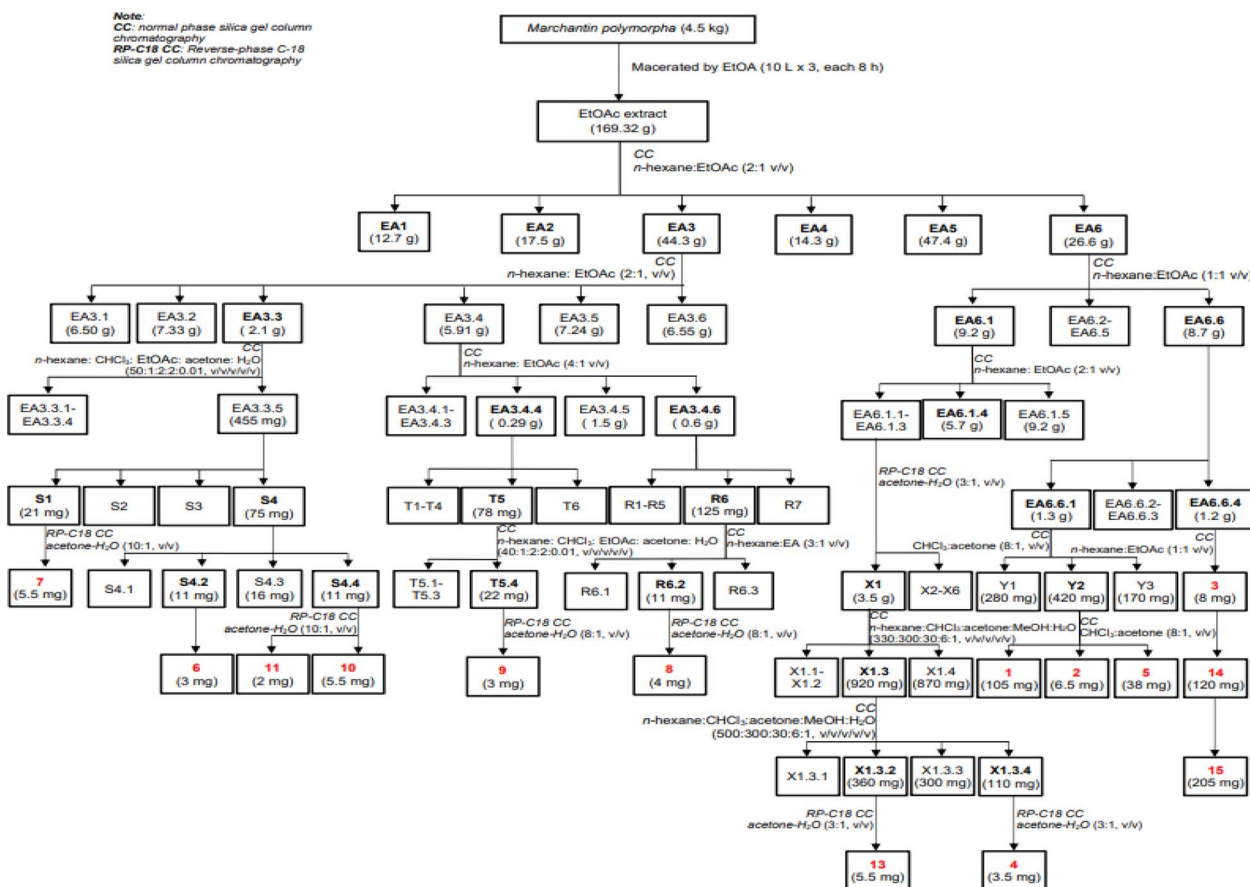 Note:
CC: normal phase silica gel column
chromatography
RP-C18 CC: Reverse-phase C-18
silica gel column chromatography
Marchantin polymorpha (4.5 kg)
Macerated by EtOA (10 L x 3, each 8 h)
EtOAc extract
(169.32 g)
CC
n-hexane:EtOAc (2:1 v/v)
EA1
(12.7 g)
EA2
(17.5 g)
EA3
(44.3 g)
EA4
(14.3 g)
EA5
(47.4 g)
EA6
(26.6 g)
CC
n-hexane: EtOAc (2:1, v/v)
CC
n-hexane:EtOAc (1:1 v/v)
EA3.1
(6.50 g)
EA3.2
(7.33 g)
EA3.3
( 2.1 g)
EA3.4
(5.91 g)
EA3.5
(7.24 g)
EA3.6
(6.55 g)
EA6.1
(9.2 g)
EA6.2-
EA6.5
EA6.6
(8.7 g)
CC
n-hexane: CHCl₃: EtOAc: acetone: H₂O
(50:1:2:2:0.01, v/v/v/v/v)
CC
n-hexane: EtOAc (4:1 v/v)
CC
n-hexane: EtOAc (2:1 v/v)
EA3.3.1-
EA3.3.4
EA3.3.5
(455 mg)
EA3.4.1-
EA3.4.3
EA3.4.4
( 0.29 g)
EA3.4.5
( 1.5 g)
EA3.4.6
( 0.6 g)
EA6.1.1-
EA6.1.3
EA6.1.4
(5.7 g)
EA6.1.5
(9.2 g)
RP-C18 CC
acetone-H₂O (3:1, v/v)
S1
(21 mg)
S2
S3
S4
(75 mg)
T1-T4
T5
(78 mg)
T6
R1-R5
R6
(125 mg)
R7
EA6.6.1
(1.3 g)
EA6.6.2-
EA6.6.3
EA6.6.4
(1.2 g)
RP-C18 CC
acetone-H₂O (10:1, v/v)
CC
n-hexane: CHCl₃: EtOAc: acetone: H₂O
(40:1:2:2:0.01, v/v/v/v/v)
CC
n-hexane:EA (3:1 v/v)
CC
CHCl₃:acetone (8:1, v/v)
CC
n-hexane:EtOAc (1:1 v/v)
7
(5.5 mg)
S4.1
S4.2
(11 mg)
S4.3
(16 mg)
S4.4
(11 mg)
T5.1-
T5.3
T5.4
(22 mg)
R6.1
R6.2
(11 mg)
R6.3
X1
(3.5 g)
X2-X6
Y1
(280 mg)
Y2
(420 mg)
Y3
(170 mg)
3
(8 mg)
RP-C18 CC
acetone-H₂O (10:1, v/v)
RP-C18 CC
acetone-H₂O (8:1, v/v)
RP-C18 CC
acetone-H₂O (8:1, v/v)
CC
n-hexane:CHCl₃:acetone:MeOH:H₂O
(330:300:30:6:1, v/v/v/v/v)
CC
CHCl₃:acetone (8:1, v/v)
6
(3 mg)
11
(2 mg)
10
(5.5 mg)
9
(3 mg)
8
(4 mg)
X1.1-
X1.2
X1.3
(920 mg)
X1.4
(870 mg)
1
(105 mg)
2
(6.5 mg)
5
(38 mg)
14
(120 mg)
CC
n-hexane:CHCl₃:acetone:MeOH:H₂O
(500:300:30:6:1, v/v/v/v/v)
X1.3.1
X1.3.2
(360 mg)
X1.3.3
(300 mg)
X1.3.4
(110 mg)
15
(205 mg)
RP-C18 CC
acetone-H₂O (3:1, v/v)
RP-C18 CC
acetone-H₂O (3:1, v/v)
13
(5.5 mg)
4
(3.5 mg)